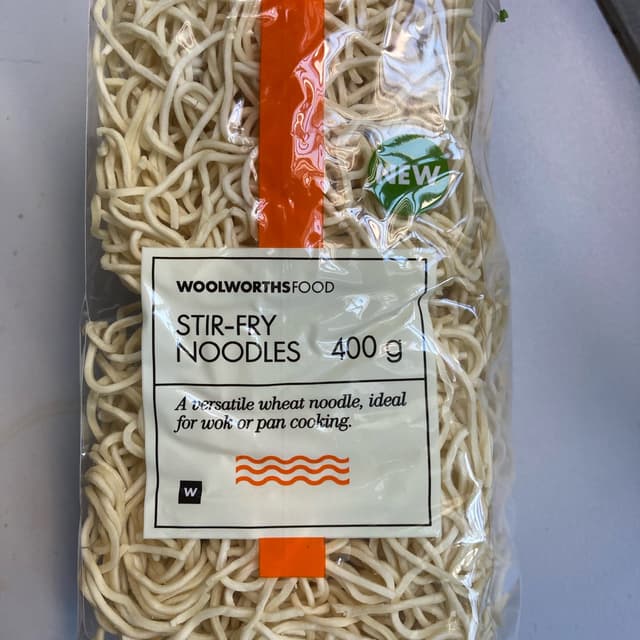 NEW
WOOLWORTHSFOOD
STIR-FRY
NOODLES 400 g
A versatile wheat noodle, ideal
for wok or pan cooking.
W